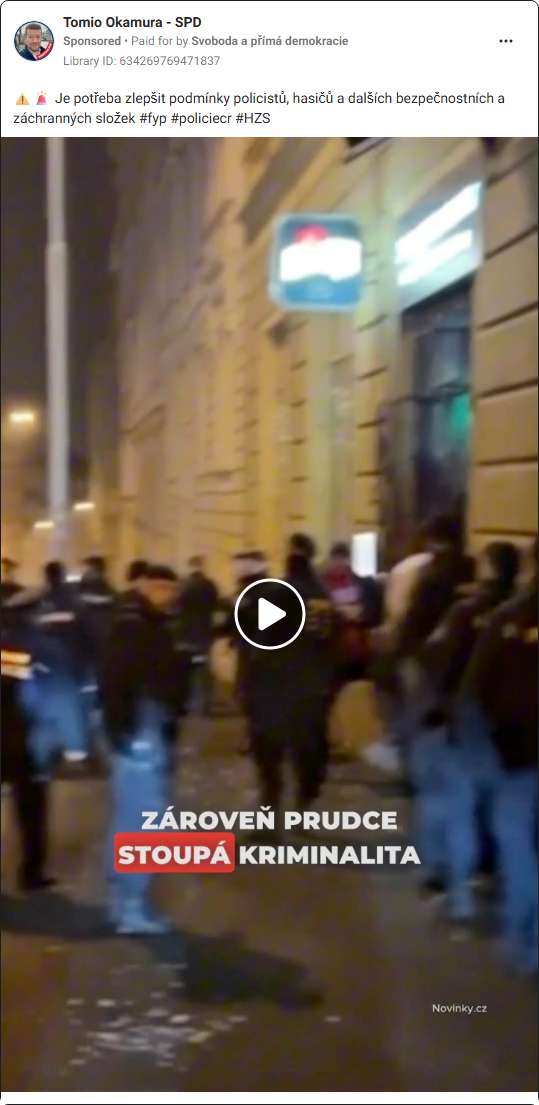 Tomio Okamura - SPD
Sponsored • Paid for by Svoboda a přímá demokracie
Library ID: 634269769471837
⚠️🚨 Je potřeba zlepšit podmínky policistů, hasičů a dalších bezpečnostních a
záchranných složek #fyp #policiecr #HZS
ZÁROVEŇ PRUDCE
STOUPÁ KRIMINALITA
Novinky.cz